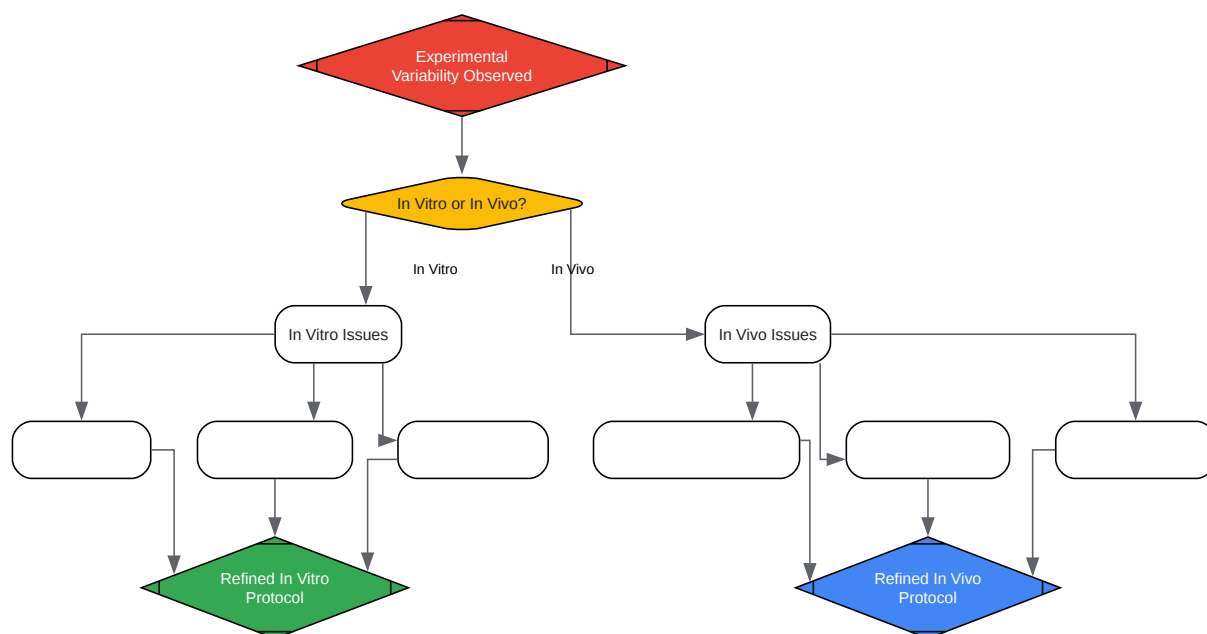 Experimental
Variability Observed
In Vitro or In Vivo?
In Vitro
In Vivo
In Vitro Issues
In Vivo Issues
Refined In Vitro
Protocol
Refined In Vivo
Protocol